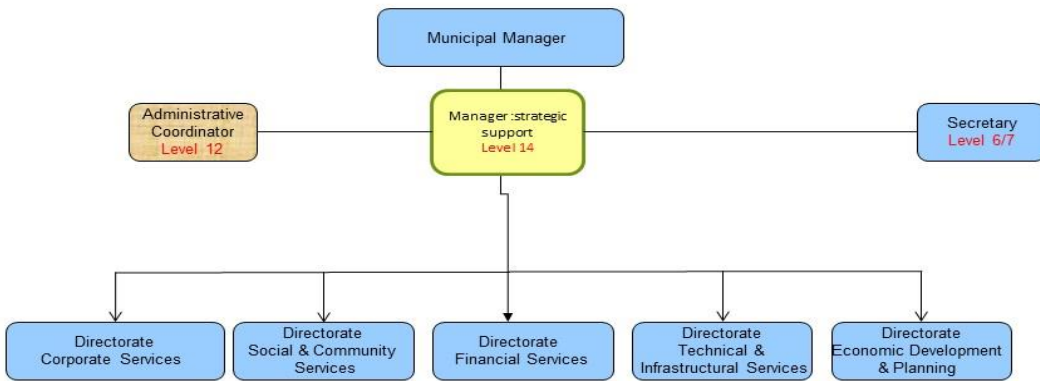 Municipal Manager
Administrative
Coordinator
Level 12
Manager :strategic
support
Level 14
Secretary
Level 6/7
Directorate
Corporate Services
Directorate
Social & Community
Services
Directorate
Financial Services
Directorate
Technical &
Infrastructural Services
Directorate
Economic Development
& Planning